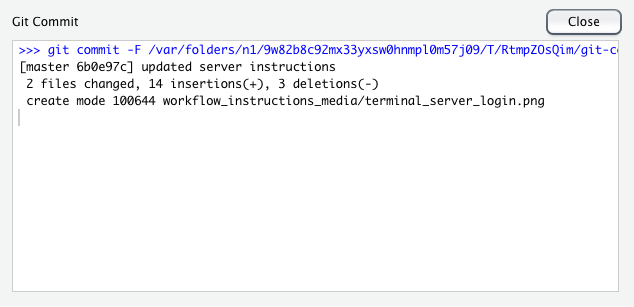 Git Commit
Close
>>> git commit -F /var/folders/n1/9w82b8c92mx33yxsw0hnmpl0m57j09/T/RtmpZOsQim/git-c
[master 6b0e97c] updated server instructions
2 files changed, 14 insertions(+), 3 deletions(-)
create mode 100644 workflow_instructions_media/terminal_server_login.png